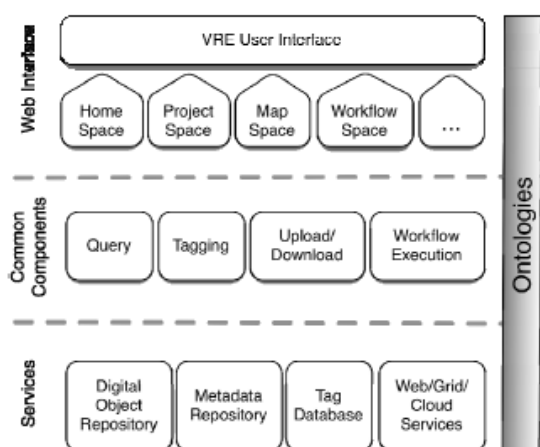 VRE User Interface
Web Interface
Home
Space
Project
Space
Map
Space
Workflow
Space
...
Common
Components
Query
Tagging
Upload/
Download
Workflow
Execution
Services
Digital
Object
Repository
Metadata
Repository
Tag
Database
Web/Grid/
Cloud
Services
Ontologies